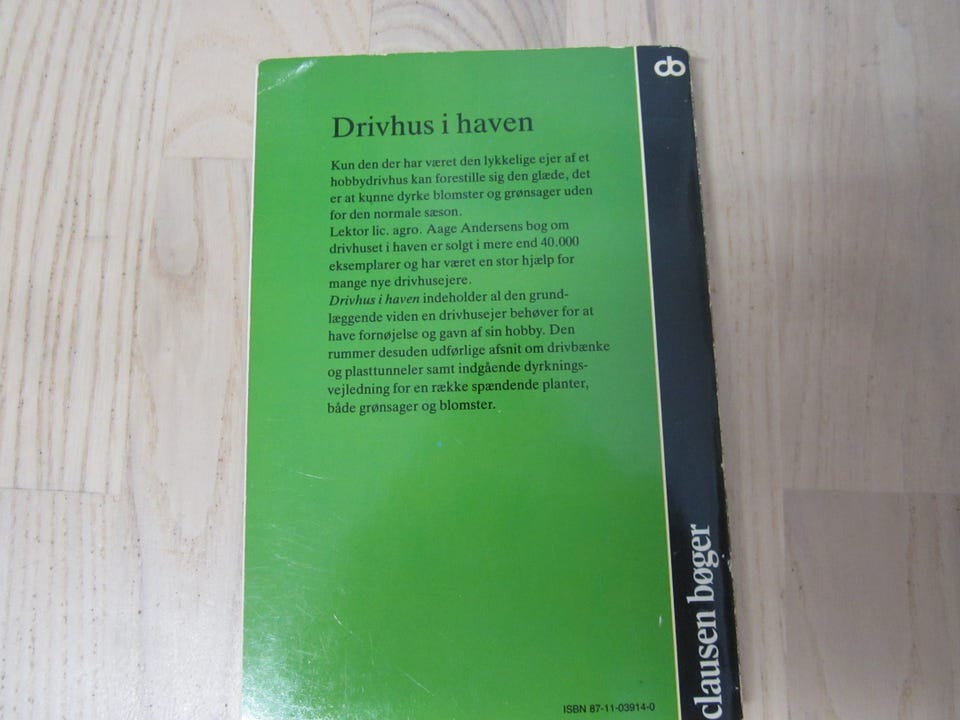 cb
Drivhus i haven
Kun den der har været den lykkelige ejer af et
hobbydrivhus kan forestille sig den glæde, det
er at kunne dyrke blomster og grønsager uden
for den normale sæson.
Lektor lic. agro. Aage Andersens bog om
drivhuset i haven er solgt i mere end 40.000
eksemplarer og har været en stor hjælp for
mange nye drivhusejere.
Drivhus i haven indeholder al den grund-
læggende viden en drivhusejer behøver for at
have fornøjelse og gavn af sin hobby. Den
rummer desuden udførlige afsnit om drivbænke
og plasttunneler samt indgående dyrknings-
vejledning for en række spændende planter,
både grønsager og blomster.
clausen bøger
ISBN 87-11-03914-0